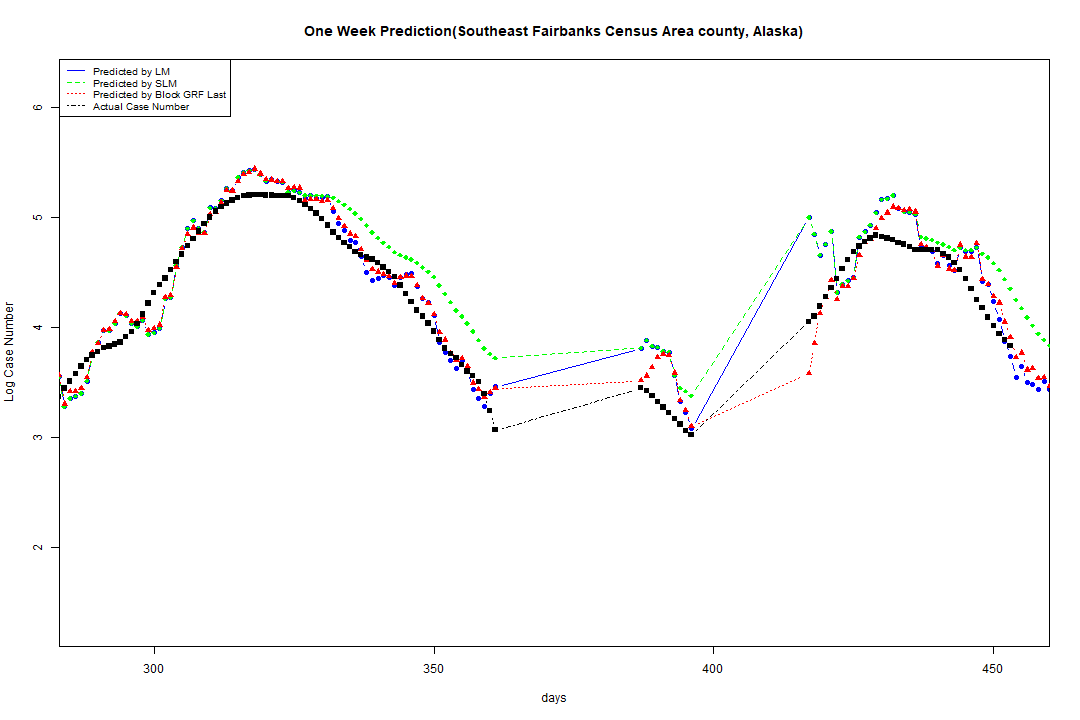 One Week Prediction(Southeast Fairbanks Census Area county, Alaska)
Predicted by LM
Predicted by SLM
Predicted by Block GRF Last
Actual Case Number
Log Case Number
6
5
4
3
2
300
350
400
450
days